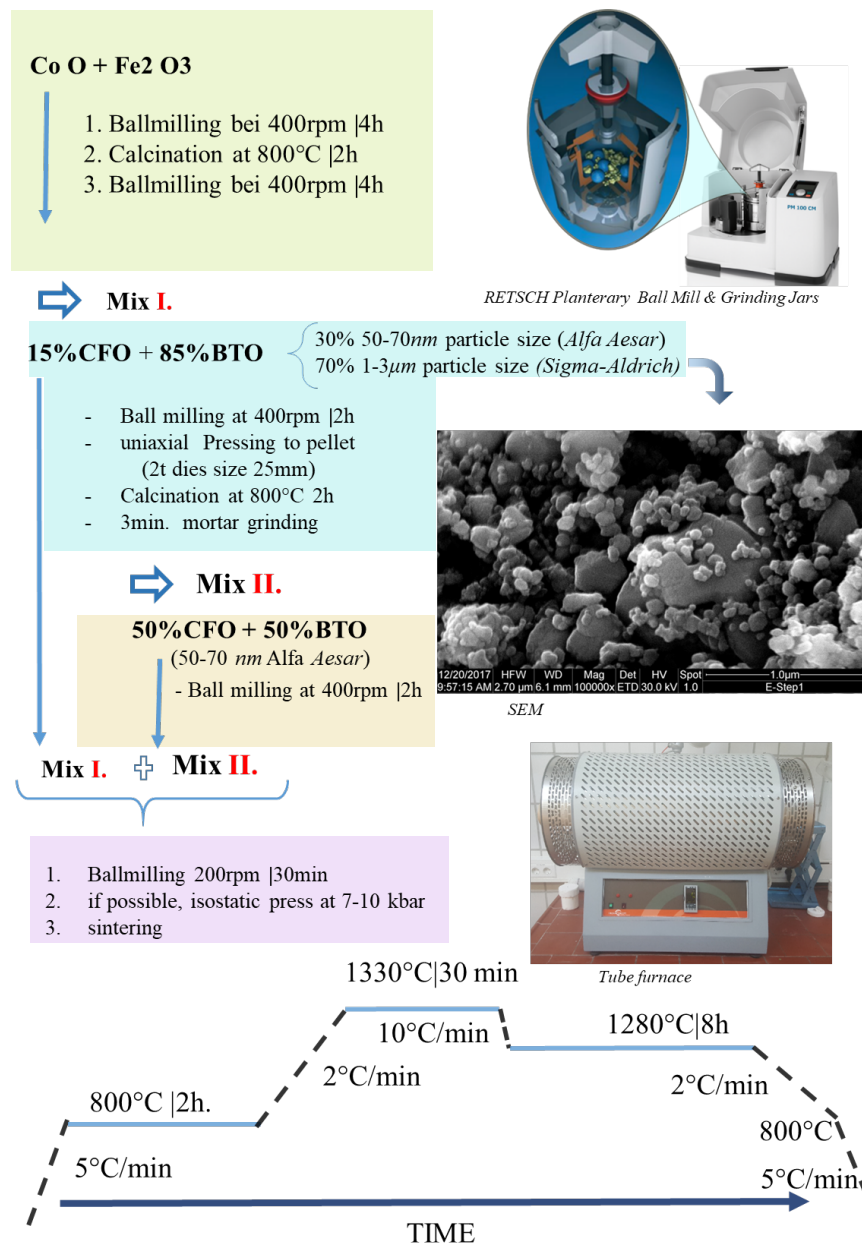 Co O + Fe2 O3
1. Ballmilling bei 400rpm |4h
2. Calcination at 800°C |2h
3. Ballmilling bei 400rpm |4h
PM 100 CM
RETSCH Planterary Ball Mill & Grinding Jars
Mix I.
15%CFO + 85%BTO
30% 50-70nm particle size (Alfa Aesar)
70% 1-3µm particle size (Sigma-Aldrich)
- Ball milling at 400rpm |2h
- uniaxial Pressing to pellet
(2t dies size 25mm)
- Calcination at 800°C 2h
- 3min. mortar grinding
Mix II.
50%CFO + 50%BTO
(50-70 nm Alfa Aesar)
- Ball milling at 400rpm |2h
12/20/2017 HFW WD Mag Det HV Spot 1.0µm
9:57:15 AM 2.70 µm 6.1 mm 100000x ETD 30.0 kV 1.0 E-Step1
SEM
Mix I. Mix II.
1. Ballmilling 200rpm |30min
2. if possible, isostatic press at 7-10 kbar
3. sintering
Tube furnace
1330°C|30 min
10°C/min
1280°C|8h
2°C/min
2°C/min
800°C |2h.
800°C
5°C/min
5°C/min
TIME